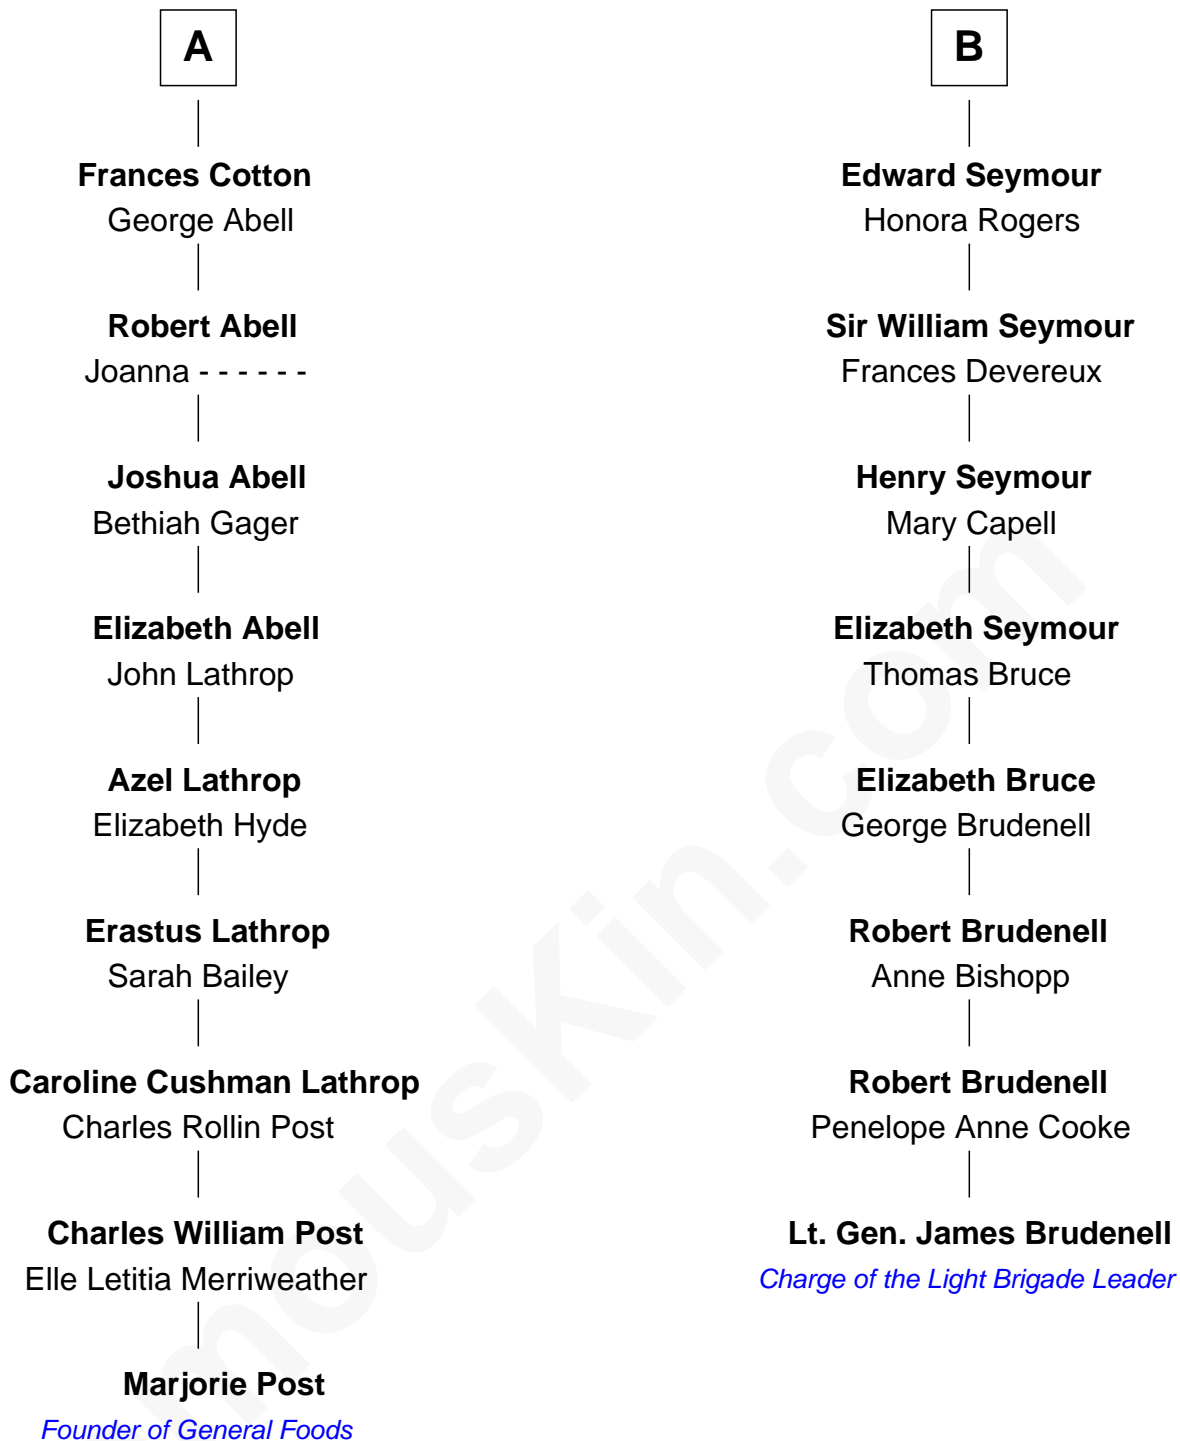 A
Frances Cotton
George Abell
Robert Abell
Joanna - - - - - -
Joshua Abell
Bethiah Gager
Elizabeth Abell
John Lathrop
Azel Lathrop
Elizabeth Hyde
Erastus Lathrop
Sarah Bailey
Caroline Cushman Lathrop
Charles Rollin Post
Charles William Post
Elle Letitia Merriweather
Marjorie Post
Founder of General Foods
B
Edward Seymour
Honora Rogers
Sir William Seymour
Frances Devereux
Henry Seymour
Mary Capell
Elizabeth Seymour
Thomas Bruce
Elizabeth Bruce
George Brudenell
Robert Brudenell
Anne Bishopp
Robert Brudenell
Penelope Anne Cooke
Lt. Gen. James Brudenell
Charge of the Light Brigade Leader
mousKin.com